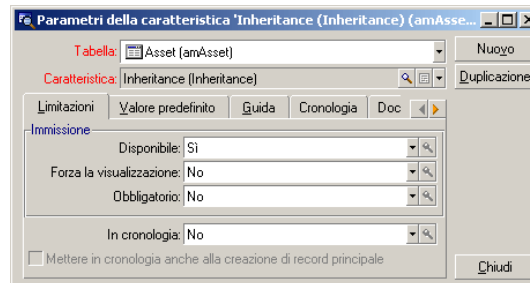 Parametri della caratteristica 'Inheritance (Inheritance) (amAsse...
Tabella: Asset (amAsset)
Nuovo
Caratteristica: Inheritance (Inheritance)
Duplicazione
Limitazioni Valore predefinito Guida Cronologia Doc
Immissione
Disponibile: Sì
Forza la visualizzazione: No
Obbligatorio: No
In cronologia: No
Mettere in cronologia anche alla creazione di record principale
Chiudi